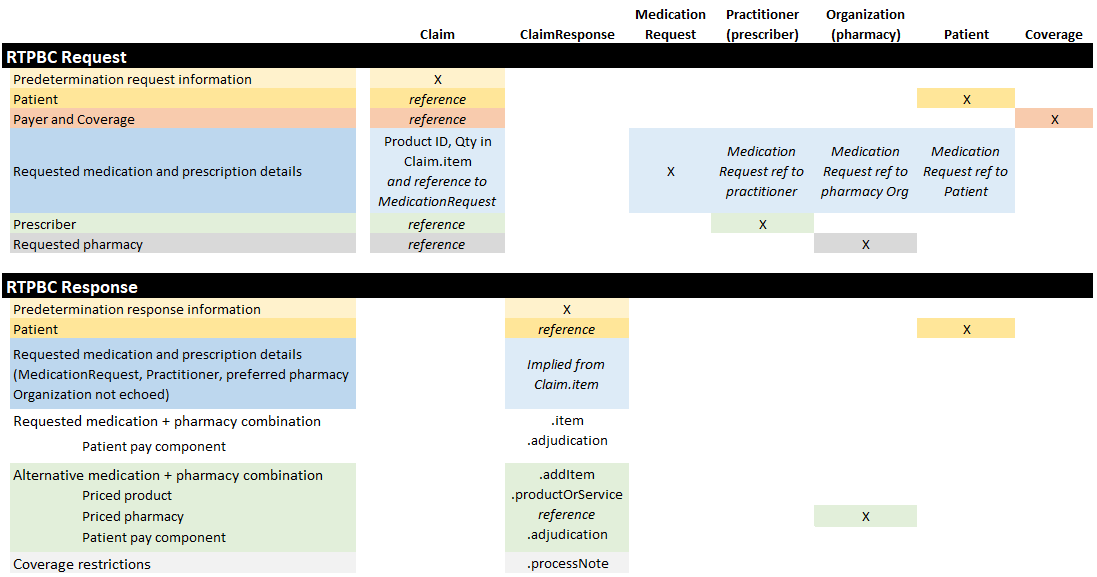 Claim ClaimResponse Medication Request Practitioner (prescriber) Organization (pharmacy) Patient Coverage
RTPBC Request
Predetermination request information X
Patient reference X
Payer and Coverage reference X
Requested medication and prescription details Product ID, Qty in Claim.item and reference to MedicationRequest X Medication Request ref to practitioner Medication Request ref to pharmacy Org Medication Request ref to Patient
Prescriber reference X
Requested pharmacy reference X
RTPBC Response
Predetermination response information X
Patient reference X
Requested medication and prescription details
(MedicationRequest, Practitioner, preferred pharmacy
Organization not echoed) Implied from Claim.item
Requested medication + pharmacy combination .item
Patient pay component .adjudication
Alternative medication + pharmacy combination .addItem
Priced product .productOrService
Priced pharmacy reference X
Patient pay component .adjudication
Coverage restrictions .processNote